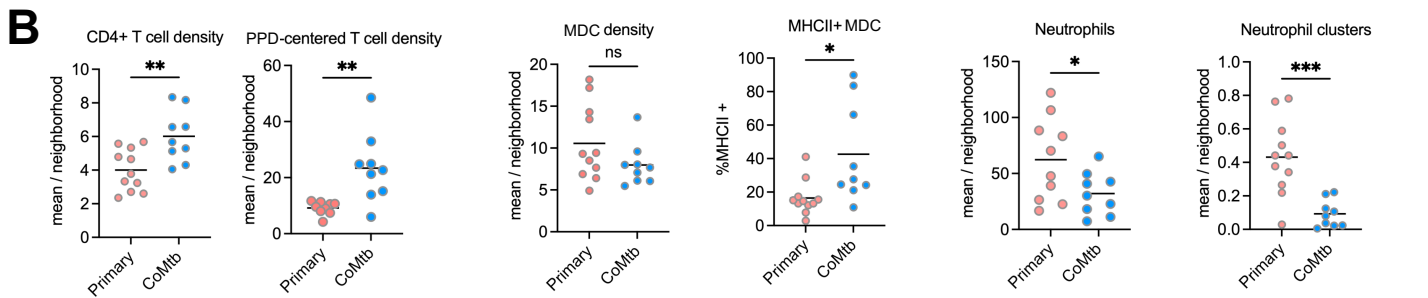 B
CD4+ T cell density
**
mean / neighborhood
10
8
6
4
2
0
Primary
CoMtb
PPD-centered T cell density
**
mean / neighborhood
60
40
20
0
Primary
CoMtb
MDC density
ns
mean / neighborhood
20
15
10
5
0
Primary
CoMtb
MHCII+ MDC
*
%MHCII +
100
80
60
40
20
0
Primary
CoMtb
Neutrophils
*
mean / neighborhood
150
100
50
0
Primary
CoMtb
Neutrophil clusters
***
mean / neighborhood
1.0
0.8
0.6
0.4
0.2
0.0
Primary
CoMtb